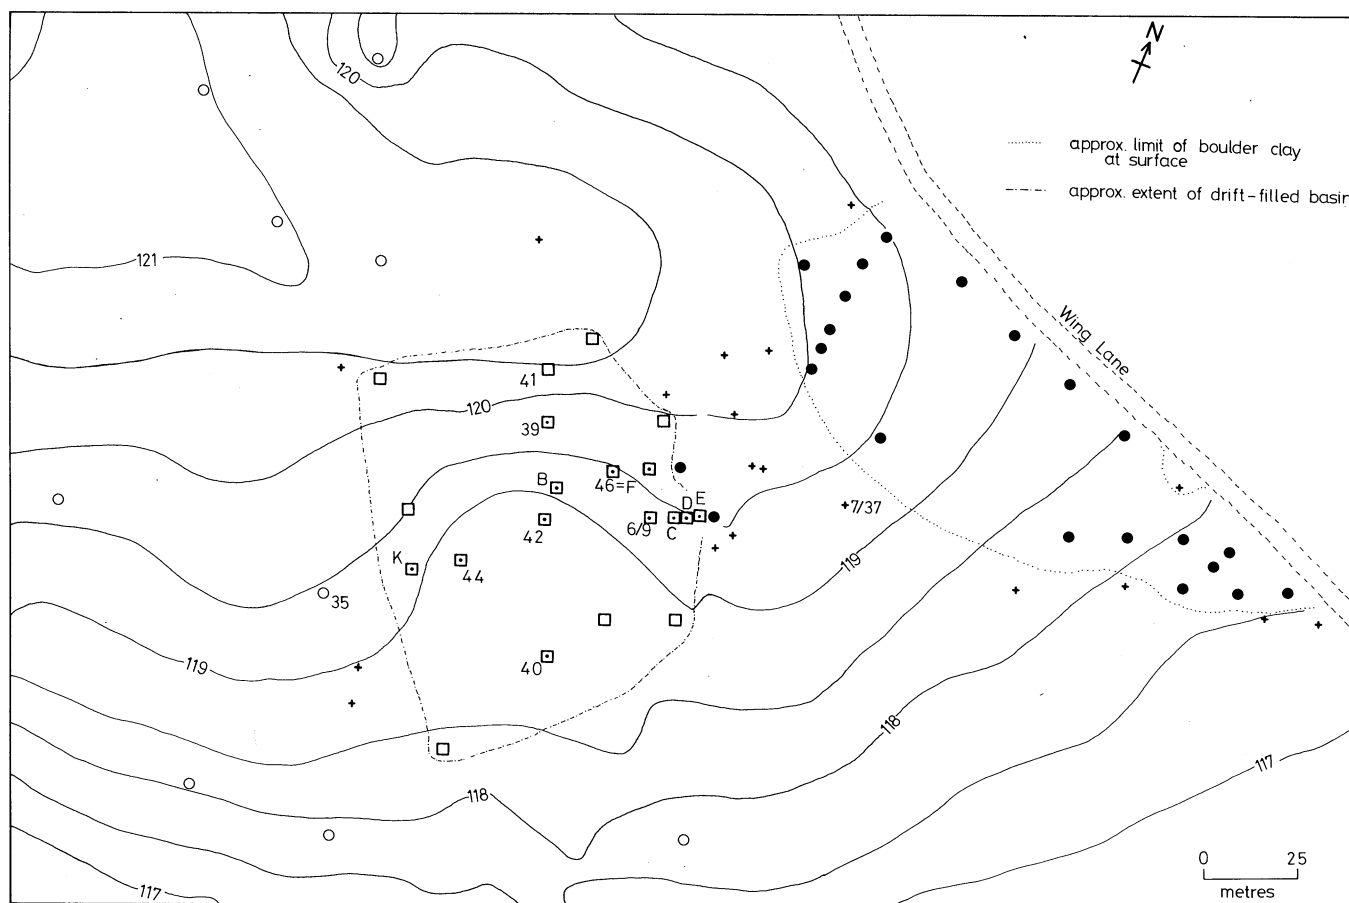 N
120
approx. limit of boulder clay
at surface
approx. extent of drift-filled basin
121
Wing Lane
41
120
39
B
46=F
D
E
6/9
C
7/37
42
K
44
35
119
119
40
118
118
117
117
0 25
metres